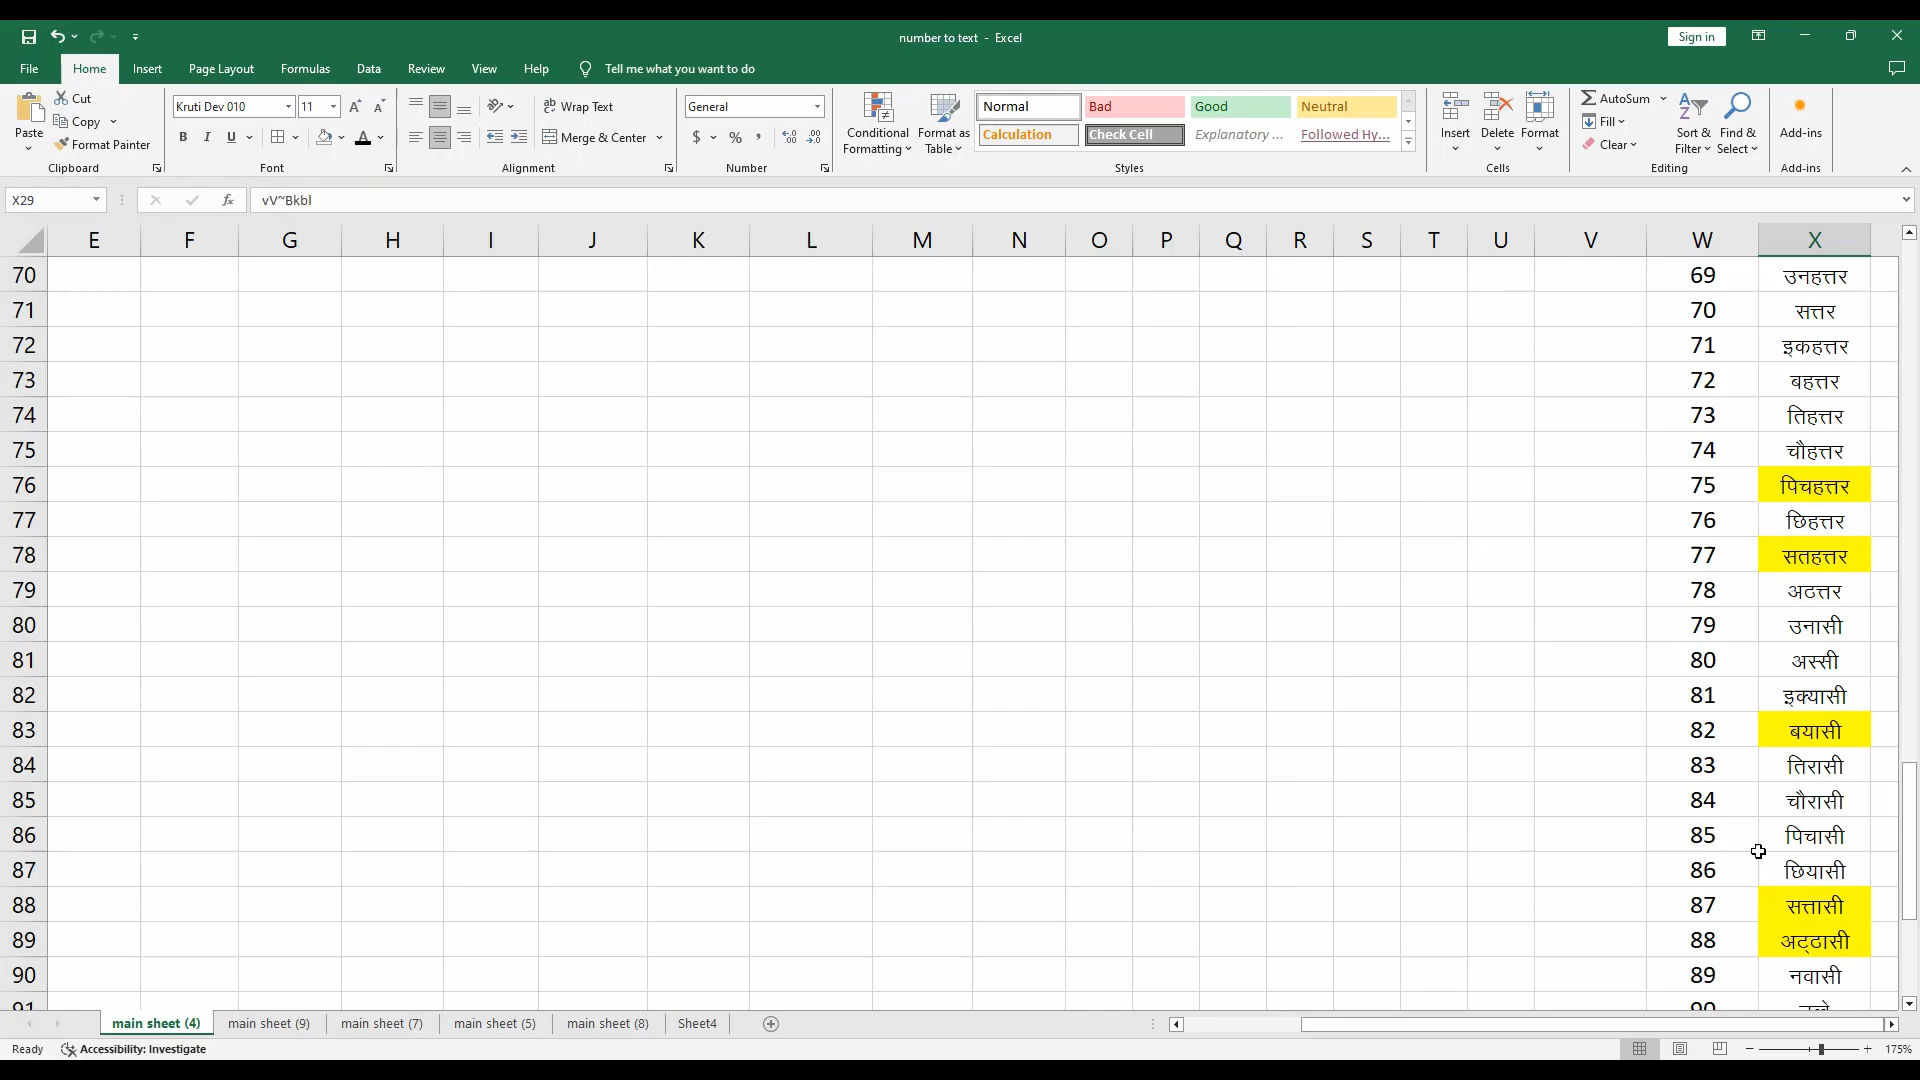 number to text - Excel
Sign in
File Home Insert Page Layout Formulas Data Review View Help Tell me what you want to do
Paste
Cut
Copy
Format Painter
Clipboard
Kruti Dev 010 11
B I U
Font
Wrap Text
Merge & Center
Alignment
General
$ % ,
Number
Conditional Formatting
Format as Table
Normal Bad Good Neutral
Calculation Check Cell Explanatory ... Followed Hy...
Styles
Insert Delete Format
Cells
AutoSum
Fill
Clear
Sort & Filter
Find & Select
Editing
Add-ins
Add-ins
X29 fx vV~Bkbl
E F G H I J K L M N O P Q R S T U V W X
70 69 उनहत्तर
71 70 सत्तर
72 71 इकहत्तर
73 72 बहत्तर
74 73 तिहत्तर
75 74 चौहत्तर
76 75 पिचहत्तर
77 76 छिहत्तर
78 77 सतहत्तर
79 78 अठत्तर
80 79 उनासी
81 80 अस्सी
82 81 इक्यासी
83 82 बयासी
84 83 तिरासी
85 84 चौरासी
86 85 पिचासी
87 86 छियासी
88 87 सत्तासी
89 88 अट्ठासी
90 89 नवासी
91 90
main sheet (4) main sheet (9) main sheet (7) main sheet (5) main sheet (8) Sheet4
Ready Accessibility: Investigate 175%